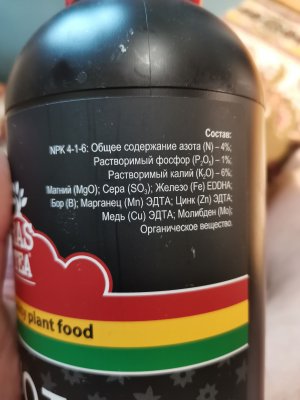 Состав:
NPK 4-1-6: Общее содержание азота (N) – 4%;
Растворимый фосфор (P₂O₅) – 1%;
Растворимый калий (K₂O) – 6%;
Магний (MgO); Сера (SO₃); Железо (Fe) EDDHA;
Бор (B); Марганец (Mn) ЭДТА; Цинк (Zn) ЭДТА;
Медь (Cu) ЭДТА; Молибден (Mo);
Органическое вещество.
plant food